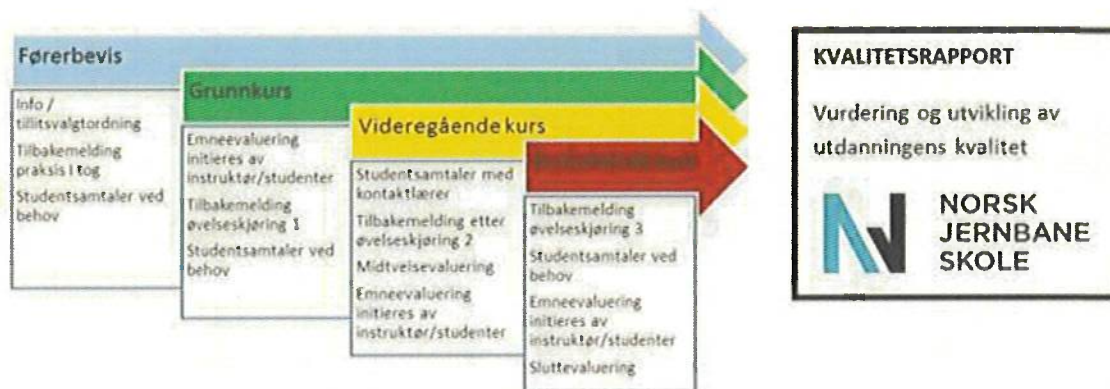 Førerbevis
Info /
tillitsvalgtordning
Tilbakemelding
praksis i tog
Studentsamtaler ved
behov
Grunnkurs
Emneevaluering
initieres av
instruktør/studenter
Tilbakemelding
øvelseskjøring 1
Studentsamtaler ved
behov
Videregående kurs
Studentsamtaler med
kontaktlærer
Tilbakemelding etter
øvelseskjøring 2
Midtveisevaluering
Emneevaluering
initieres av
instruktør/studenter
Tilbakemelding
øvelseskjøring 3
Studentsamtaler ved
behov
Emneevaluering
initieres av
instruktør/studenter
Sluttevaluering
KVALITETSRAPPORT
Vurdering og utvikling av
utdanningens kvalitet
NORSK
JERNBANE
SKOLE